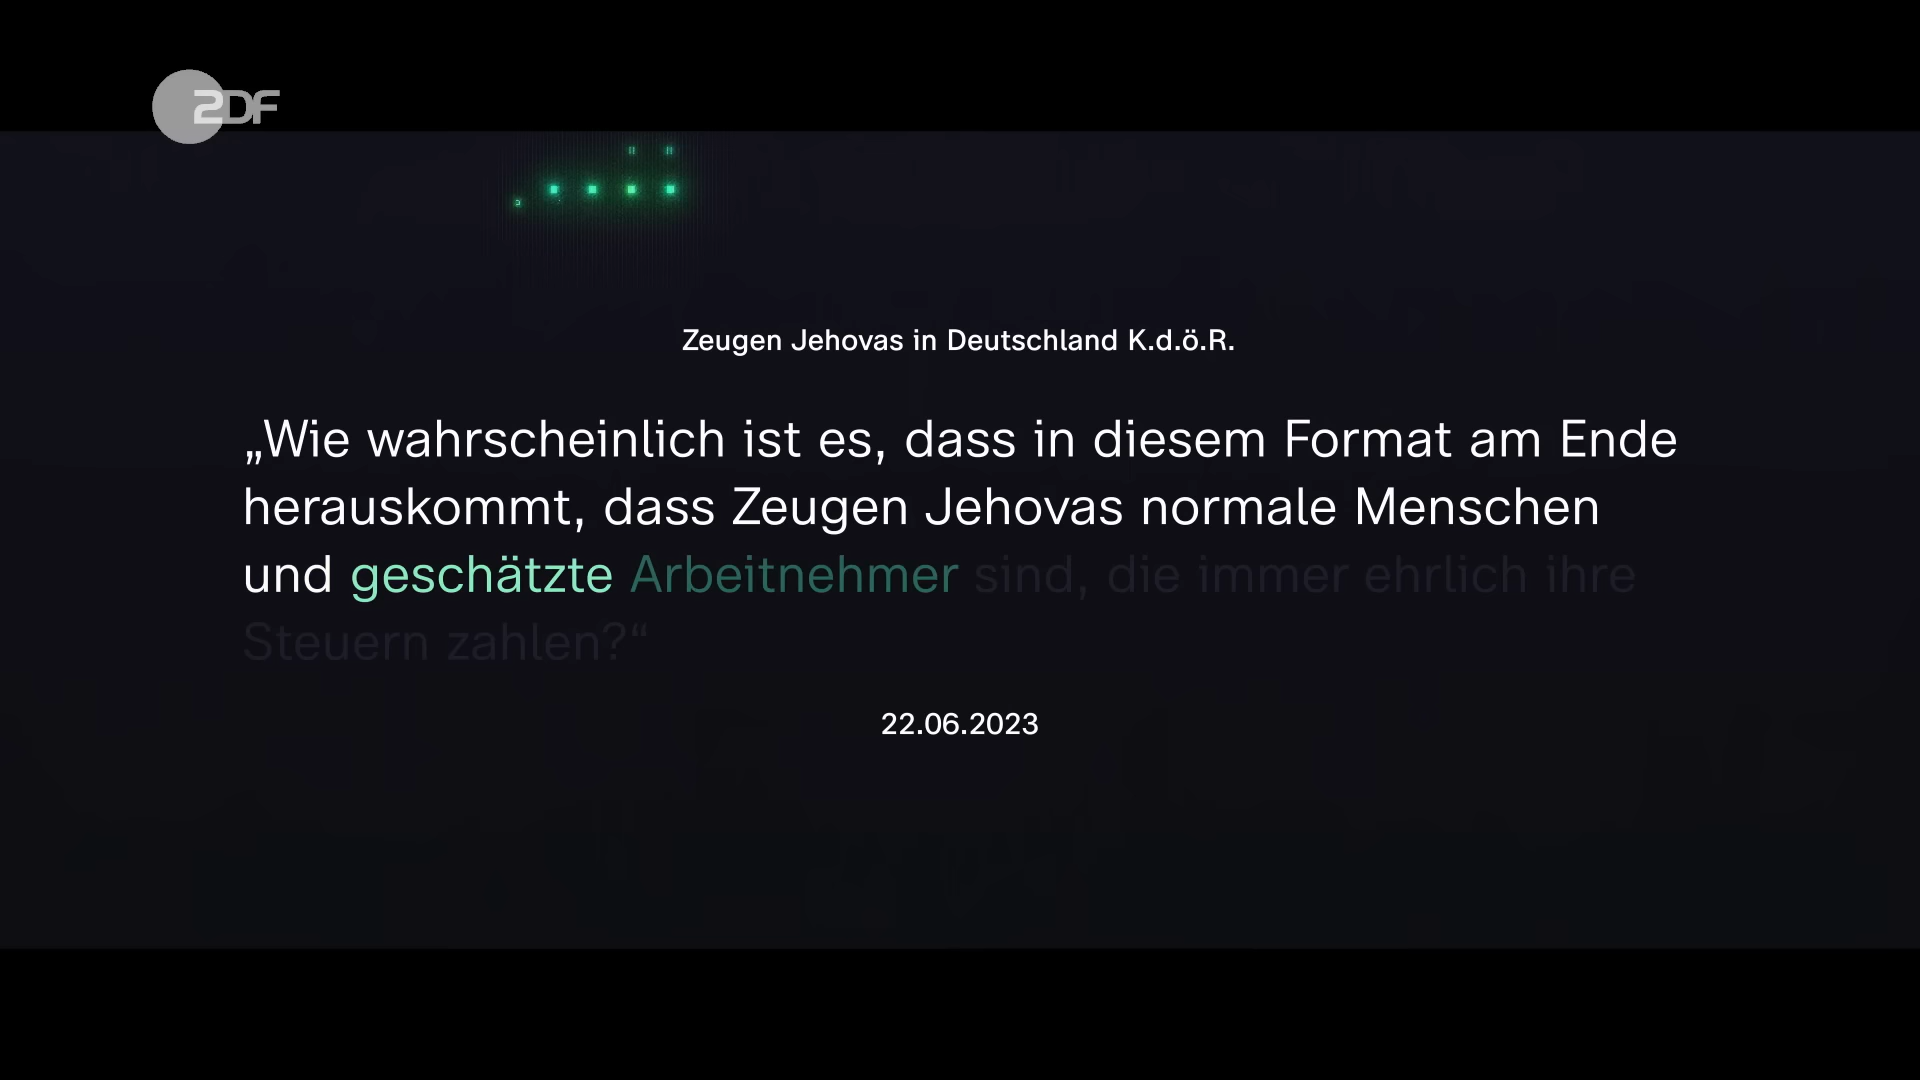 ZDF
Zeugen Jehovas in Deutschland K.d.ö.R.
„Wie wahrscheinlich ist es, dass in diesem Format am Ende
herauskommt, dass Zeugen Jehovas normale Menschen
und geschätzte Arbeitnehmer sind, die immer ehrlich ihre
Steuern zahlen?“
22.06.2023